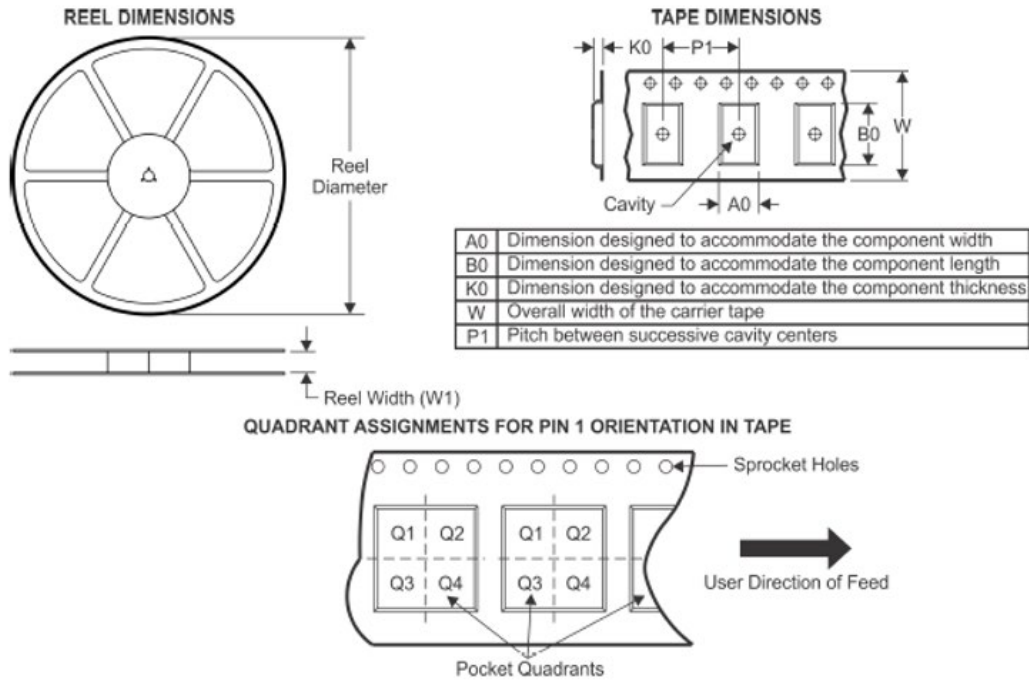 REEL DIMENSIONS
Reel
Diameter
Reel Width (W1)
TAPE DIMENSIONS
K0
P1
B0
W
Cavity
A0
A0 Dimension designed to accommodate the component width
B0 Dimension designed to accommodate the component length
K0 Dimension designed to accommodate the component thickness
W Overall width of the carrier tape
P1 Pitch between successive cavity centers
QUADRANT ASSIGNMENTS FOR PIN 1 ORIENTATION IN TAPE
Sprocket Holes
Q1 Q2 Q1 Q2
Q3 Q4 Q3 Q4
User Direction of Feed
Pocket Quadrants